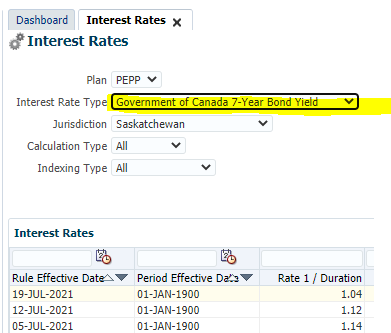 Dashboard Interest Rates
Interest Rates
Plan PEPP
Interest Rate Type Government of Canada 7-Year Bond Yield
Jurisdiction Saskatchewan
Calculation Type All
Indexing Type All
Interest Rates
Rule Effective Date Period Effective Date Rate 1 / Duration
19-JUL-2021 01-JAN-1900 1.04
12-JUL-2021 01-JAN-1900 1.12
05-JUL-2021 01-JAN-1900 1.14